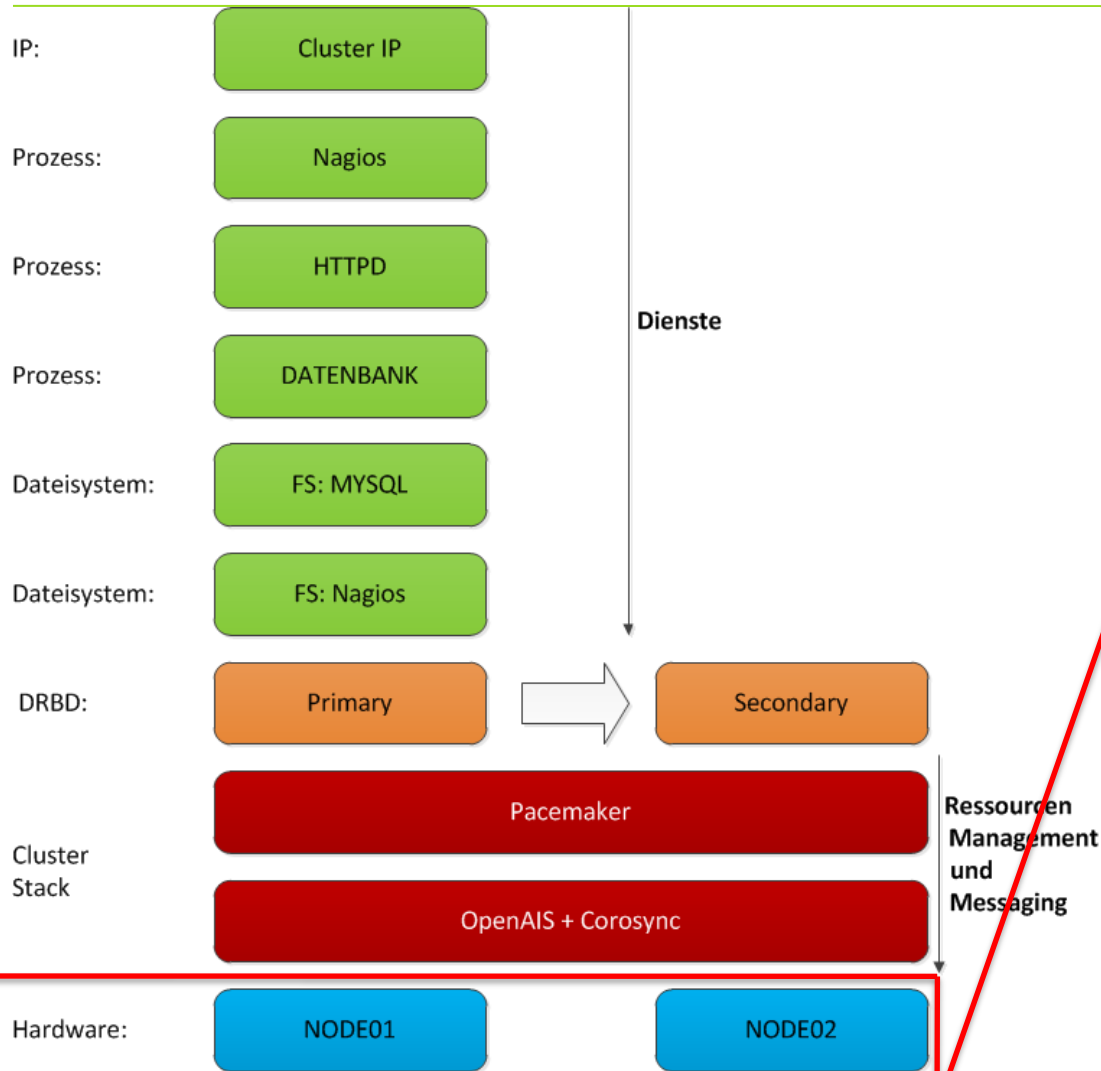 IP:
Cluster IP
Prozess:
Nagios
Prozess:
HTTPD
Dienste
Prozess:
DATENBANK
Dateisystem:
FS: MYSQL
Dateisystem:
FS: Nagios
DRBD:
Primary
Secondary
Pacemaker
Cluster
Stack
OpenAIS + Corosync
Ressourcen
Management
und
Messaging
Hardware:
NODE01
NODE02